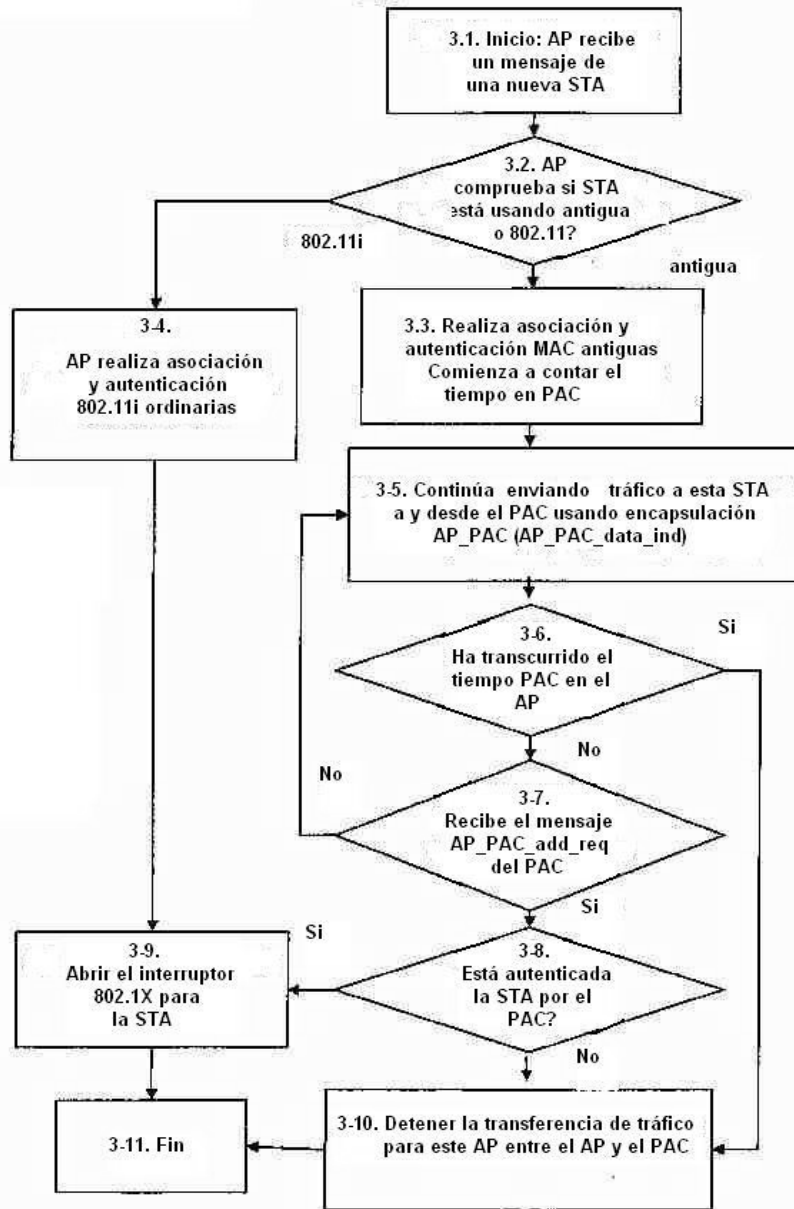 3.1. Inicio: AP recibe
un mensaje de
una nueva STA
3.2. AP
comprueba si STA
está usando antigua
o 802.11?
802.11i
antigua
3-4.
AP realiza asociación
y autenticación
802.11i ordinarias
3.3. Realiza asociación y
autenticación MAC antiguas
Comienza a contar el
tiempo en PAC
3-5. Continúa enviando tráfico a esta STA
a y desde el PAC usando encapsulación
AP_PAC (AP_PAC_data_ind)
3-6.
Ha transcurrido el
tiempo PAC en el
AP
Si
No
No
3-7.
Recibe el mensaje
AP_PAC_add_req
del PAC
Si
Si
3-8.
Está autenticada
la STA por el
PAC?
3-9.
Abrir el interruptor
802.1X para
la STA
No
3-10. Detener la transferencia de tráfico
para este AP entre el AP y el PAC
3-11. Fin